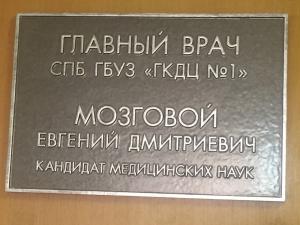 ГЛАВНЫЙ ВРАЧ
СПБ ГБУЗ «ГКДЦ №1»
МОЗГОВОЙ
ЕВГЕНИЙ ДМИТРИЕВИЧ
КАНДИДАТ МЕДИЦИНСКИХ НАУК